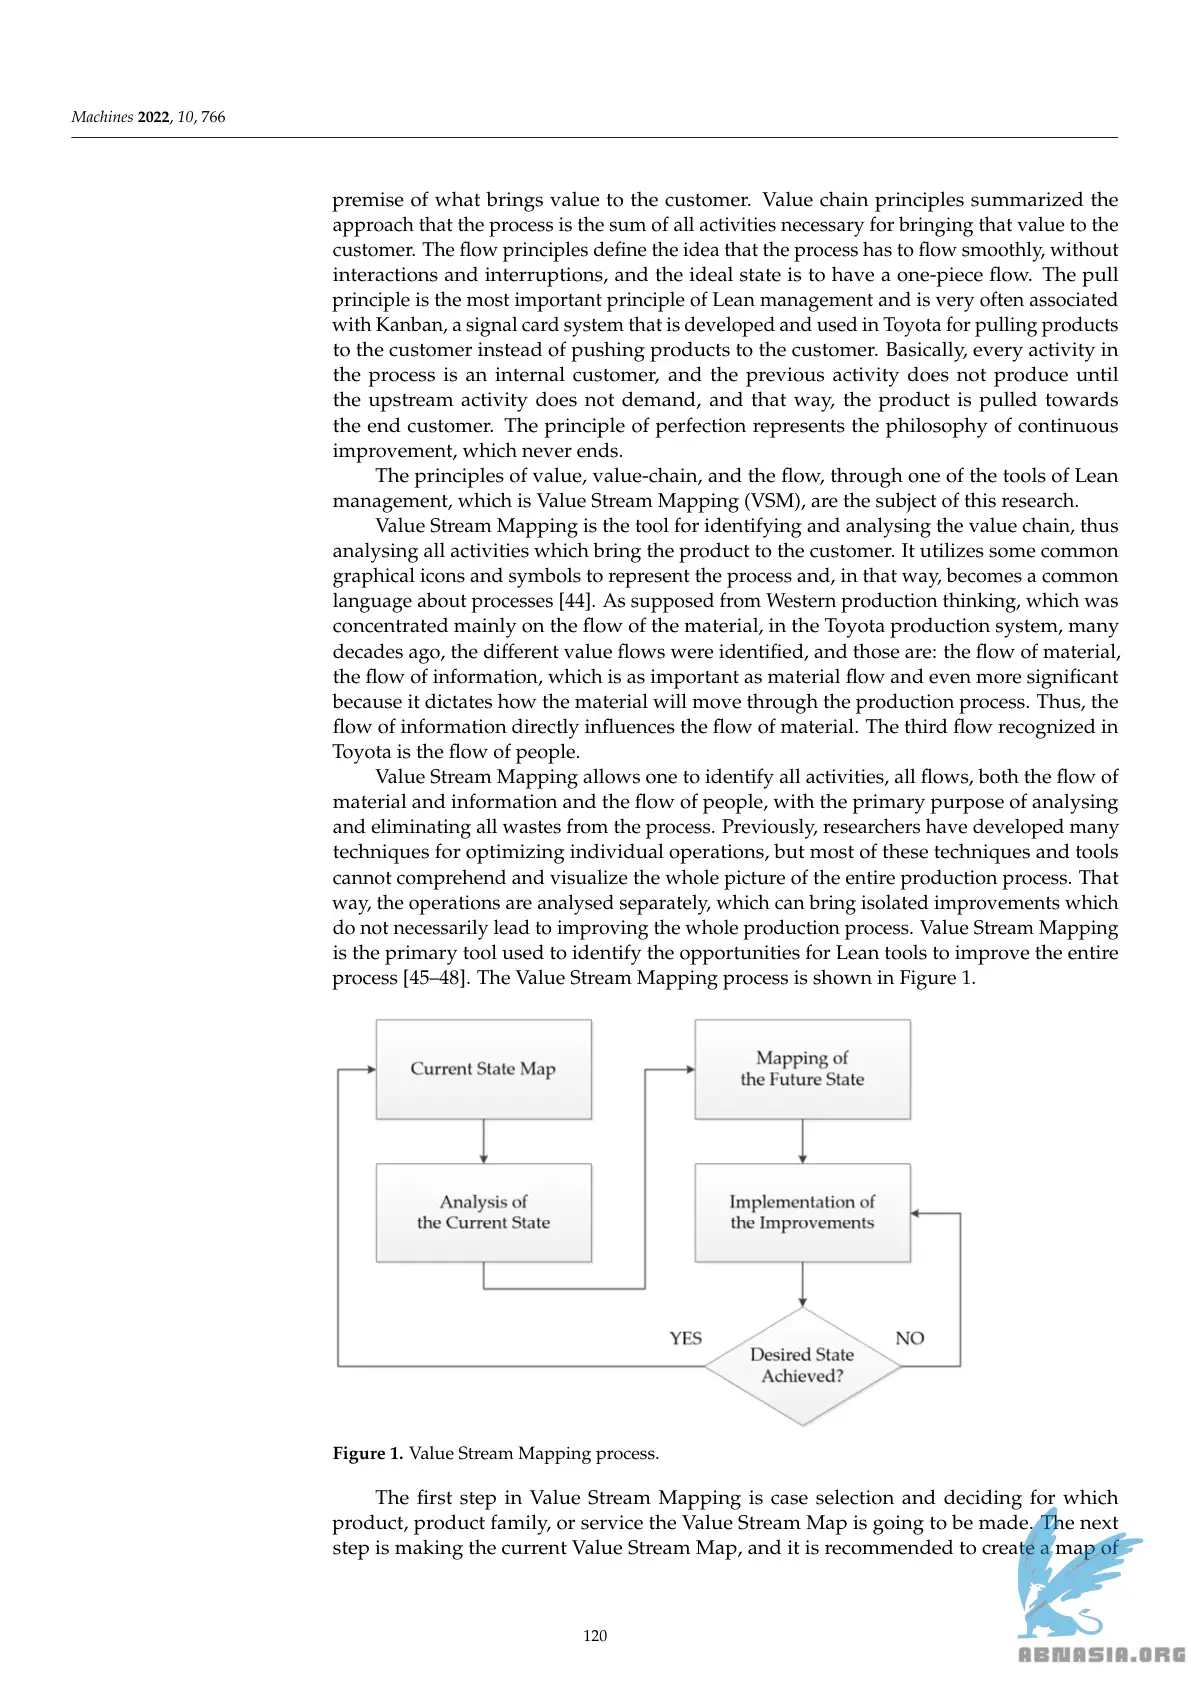 Machines 2022, 10, 766
premise of what brings value to the customer. Value chain principles summarized the
approach that the process is the sum of all activities necessary for bringing that value to the
customer. The flow principles define the idea that the process has to flow smoothly, without
interactions and interruptions, and the ideal state is to have a one-piece flow. The pull
principle is the most important principle of Lean management and is very often associated
with Kanban, a signal card system that is developed and used in Toyota for pulling products
to the customer instead of pushing products to the customer. Basically, every activity in
the process is an internal customer, and the previous activity does not produce until
the upstream activity does not demand, and that way, the product is pulled towards
the end customer. The principle of perfection represents the philosophy of continuous
improvement, which never ends.
The principles of value, value-chain, and the flow, through one of the tools of Lean
management, which is Value Stream Mapping (VSM), are the subject of this research.
Value Stream Mapping is the tool for identifying and analysing the value chain, thus
analysing all activities which bring the product to the customer. It utilizes some common
graphical icons and symbols to represent the process and, in that way, becomes a common
language about processes [44]. As supposed from Western production thinking, which was
concentrated mainly on the flow of the material, in the Toyota production system, many
decades ago, the different value flows were identified, and those are: the flow of material,
the flow of information, which is as important as material flow and even more significant
because it dictates how the material will move through the production process. Thus, the
flow of information directly influences the flow of material. The third flow recognized in
Toyota is the flow of people.
Value Stream Mapping allows one to identify all activities, all flows, both the flow of
material and information and the flow of people, with the primary purpose of analysing
and eliminating all wastes from the process. Previously, researchers have developed many
techniques for optimizing individual operations, but most of these techniques and tools
cannot comprehend and visualize the whole picture of the entire production process. That
way, the operations are analysed separately, which can bring isolated improvements which
do not necessarily lead to improving the whole production process. Value Stream Mapping
is the primary tool used to identify the opportunities for Lean tools to improve the entire
process [45–48]. The Value Stream Mapping process is shown in Figure 1.
Current State Map
Analysis of
the Current State
Mapping of
the Future State
Implementation of
the Improvements
YES
NO
Desired State
Achieved?
Figure 1. Value Stream Mapping process.
The first step in Value Stream Mapping is case selection and deciding for which
product, product family, or service the Value Stream Map is going to be made. The next
step is making the current Value Stream Map, and it is recommended to create a map of
120
ABNASIA.ORG